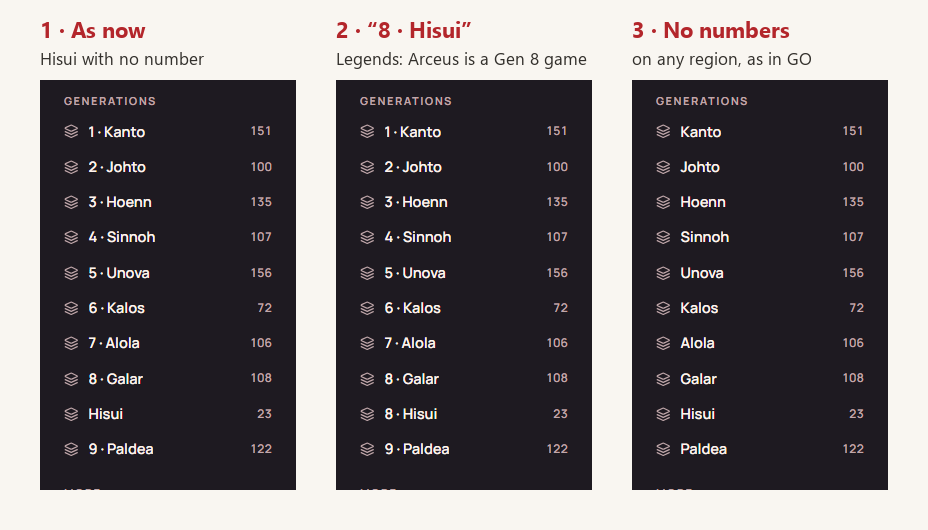 1 · As now
Hisui with no number
GENERATIONS
1 · Kanto 151
2 · Johto 100
3 · Hoenn 135
4 · Sinnoh 107
5 · Unova 156
6 · Kalos 72
7 · Alola 106
8 · Galar 108
Hisui 23
9 · Paldea 122
2 · “8 · Hisui”
Legends: Arceus is a Gen 8 game
GENERATIONS
1 · Kanto 151
2 · Johto 100
3 · Hoenn 135
4 · Sinnoh 107
5 · Unova 156
6 · Kalos 72
7 · Alola 106
8 · Galar 108
8 · Hisui 23
9 · Paldea 122
3 · No numbers
on any region, as in GO
GENERATIONS
Kanto 151
Johto 100
Hoenn 135
Sinnoh 107
Unova 156
Kalos 72
Alola 106
Galar 108
Hisui 23
Paldea 122